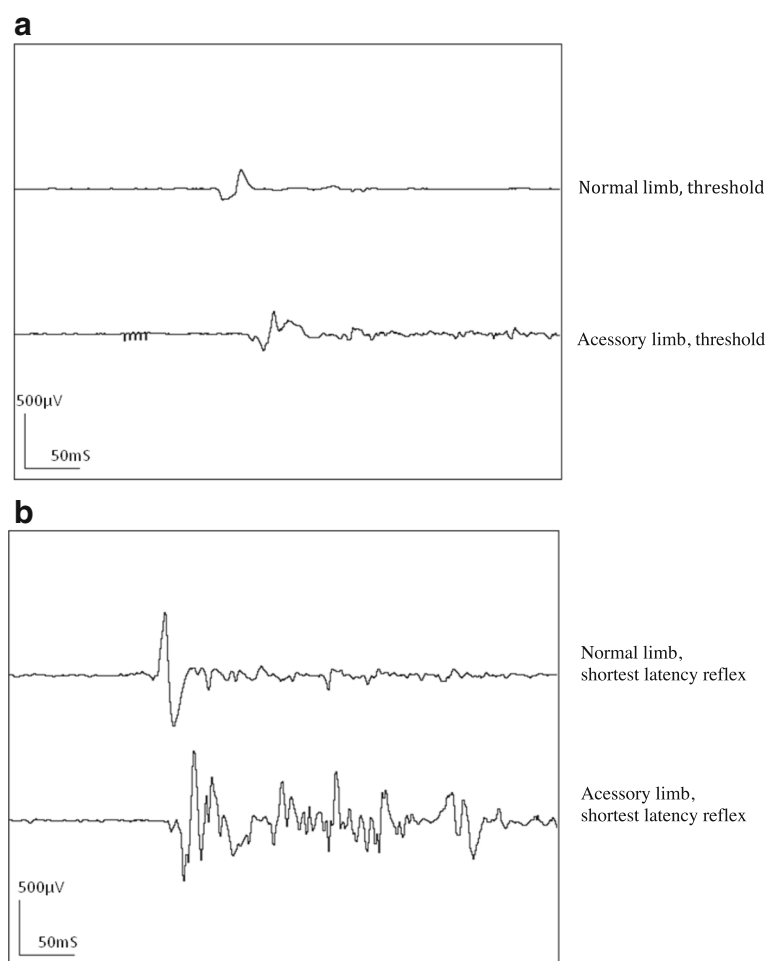 a
Normal limb, threshold
Acessory limb, threshold
500µV
50mS
b
Normal limb,
shortest latency reflex
Acessory limb,
shortest latency reflex
500µV
50mS